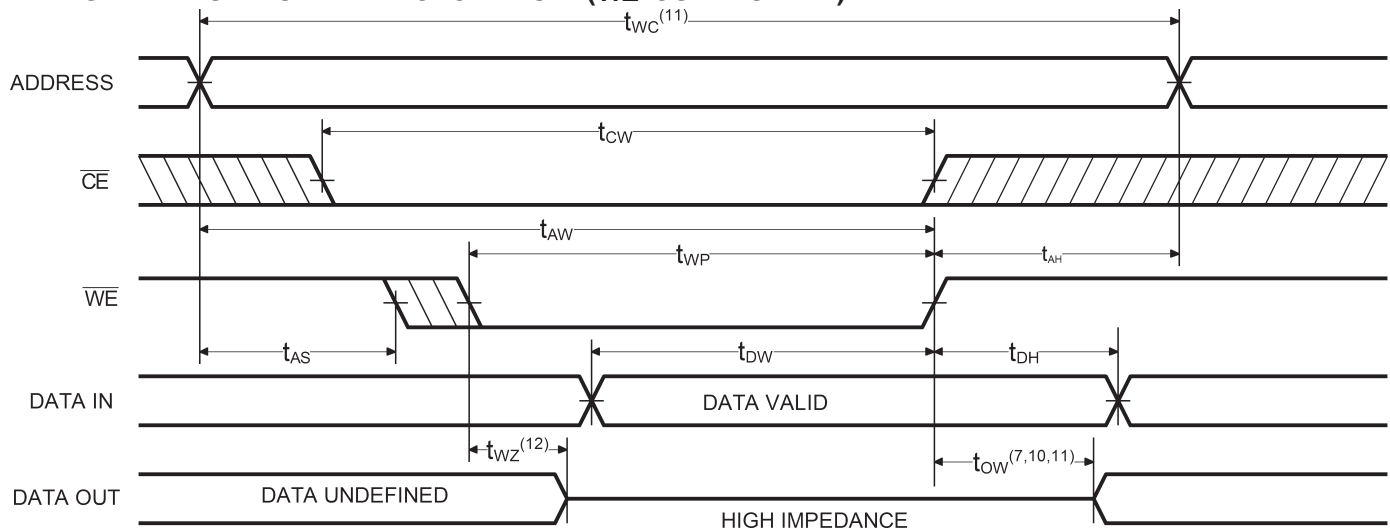 tWC(11)
ADDRESS
tCW
CE
tAW
tWP
tAH
WE
tAS
tDW
tDH
DATA IN
DATA VALID
tWZ(12)
tOW(7,10,11)
DATA OUT
DATA UNDEFINED
HIGH IMPEDANCE